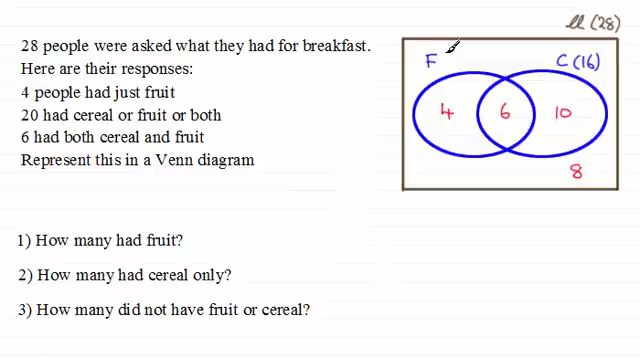 ℰℰ (28)
28 people were asked what they had for breakfast.
Here are their responses:
4 people had just fruit
20 had cereal or fruit or both
6 had both cereal and fruit
Represent this in a Venn diagram
F C (16)
4 6 10
8
1) How many had fruit?
2) How many had cereal only?
3) How many did not have fruit or cereal?